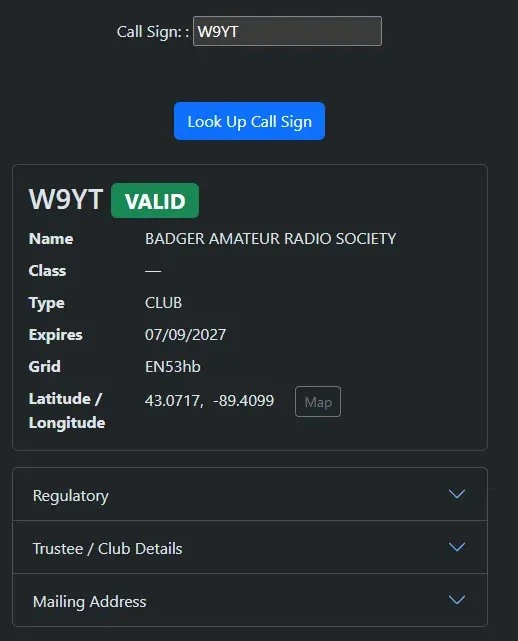 Call Sign: : W9YT
Look Up Call Sign
W9YT VALID
Name BADGER AMATEUR RADIO SOCIETY
Class —
Type CLUB
Expires 07/09/2027
Grid EN53hb
Latitude / 43.0717, -89.4099 Map
Longitude
Regulatory
Trustee / Club Details
Mailing Address